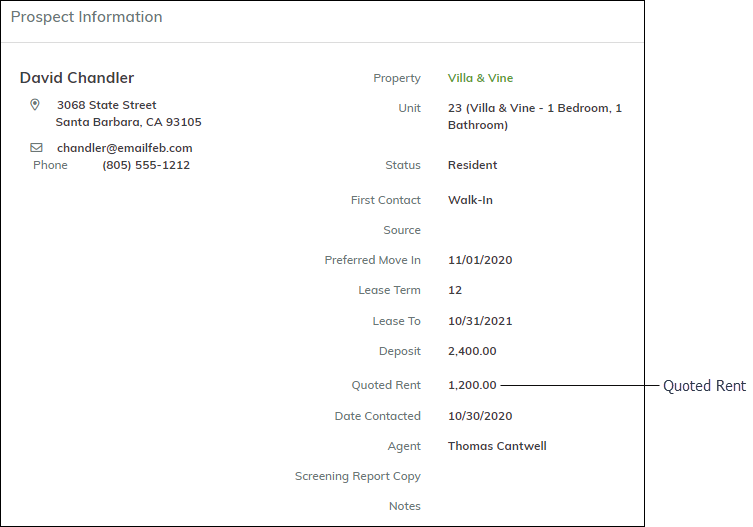 Prospect Information
David Chandler
3068 State Street
Santa Barbara, CA 93105
chandler@emailfeb.com
Phone (805) 555-1212
Property Villa & Vine
Unit 23 (Villa & Vine - 1 Bedroom, 1
Bathroom)
Status Resident
First Contact Walk-In
Source
Preferred Move In 11/01/2020
Lease Term 12
Lease To 10/31/2021
Deposit 2,400.00
Quoted Rent 1,200.00 Quoted Rent
Date Contacted 10/30/2020
Agent Thomas Cantwell
Screening Report Copy
Notes